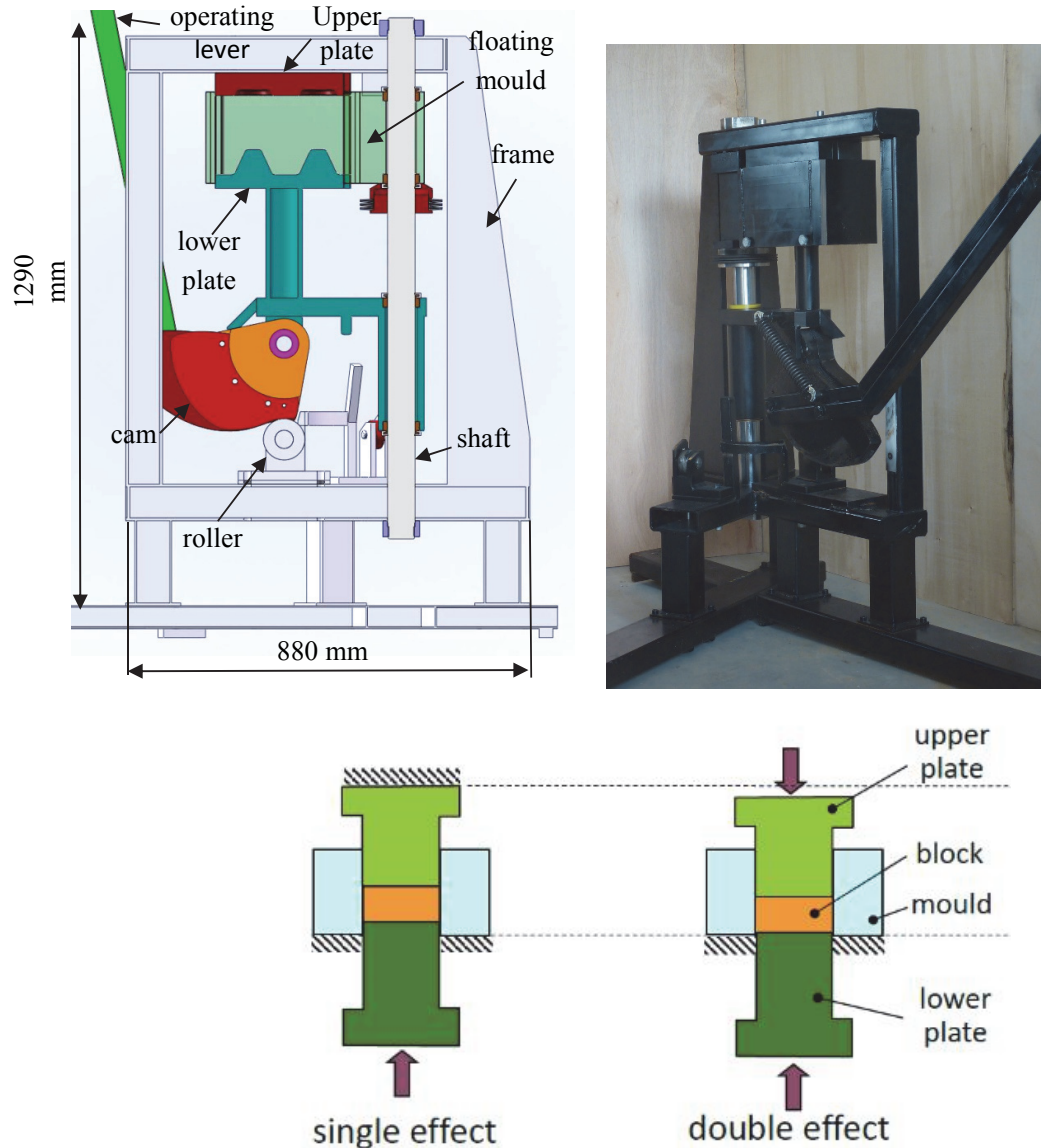 operating
lever
Upper
plate
floating
mould
frame
lower
plate
1290
mm
cam
shaft
roller
880 mm
upper
plate
block
mould
lower
plate
single effect
double effect